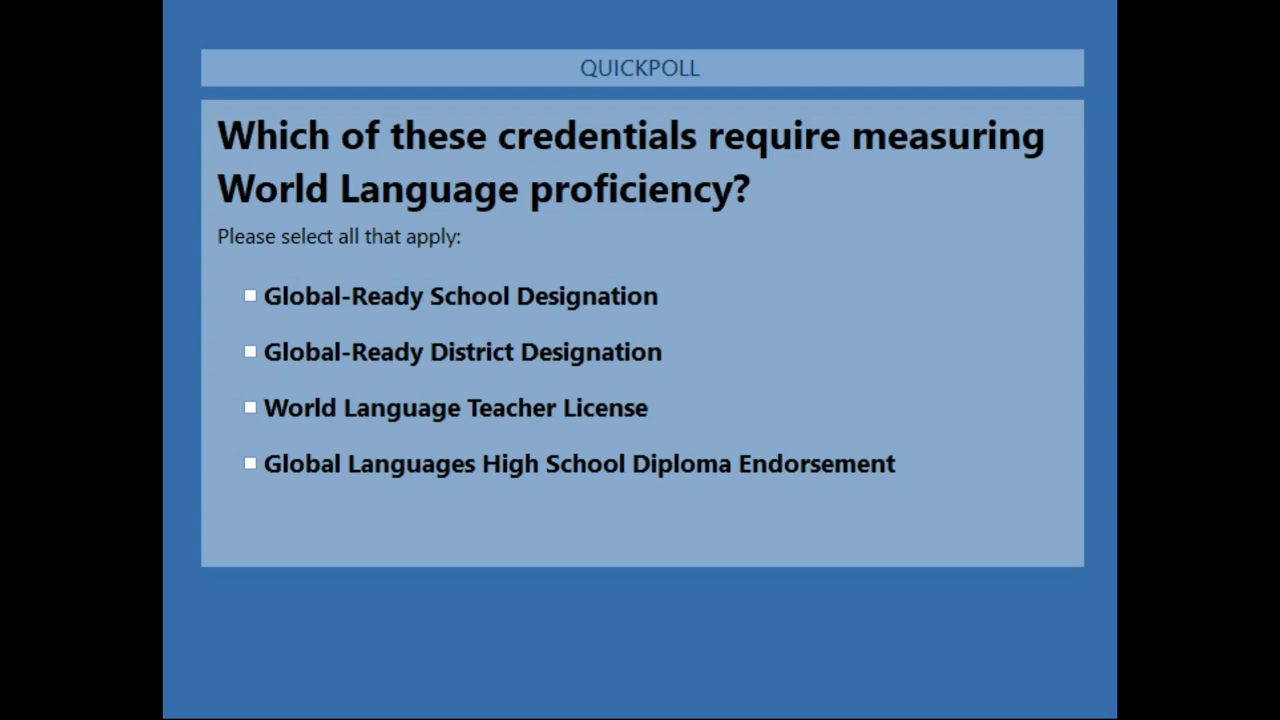 QUICKPOLL
Which of these credentials require measuring
World Language proficiency?
Please select all that apply:
Global-Ready School Designation
Global-Ready District Designation
World Language Teacher License
Global Languages High School Diploma Endorsement